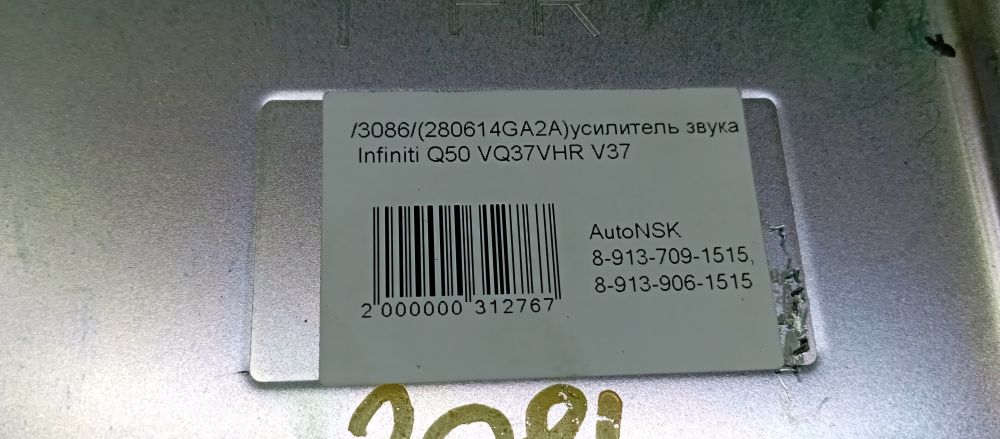 /3086/(280614GA2A)усилитель звука
Infiniti Q50 VQ37VHR V37
AutoNSK
8-913-709-1515,
8-913-906-1515
2 000000 312767